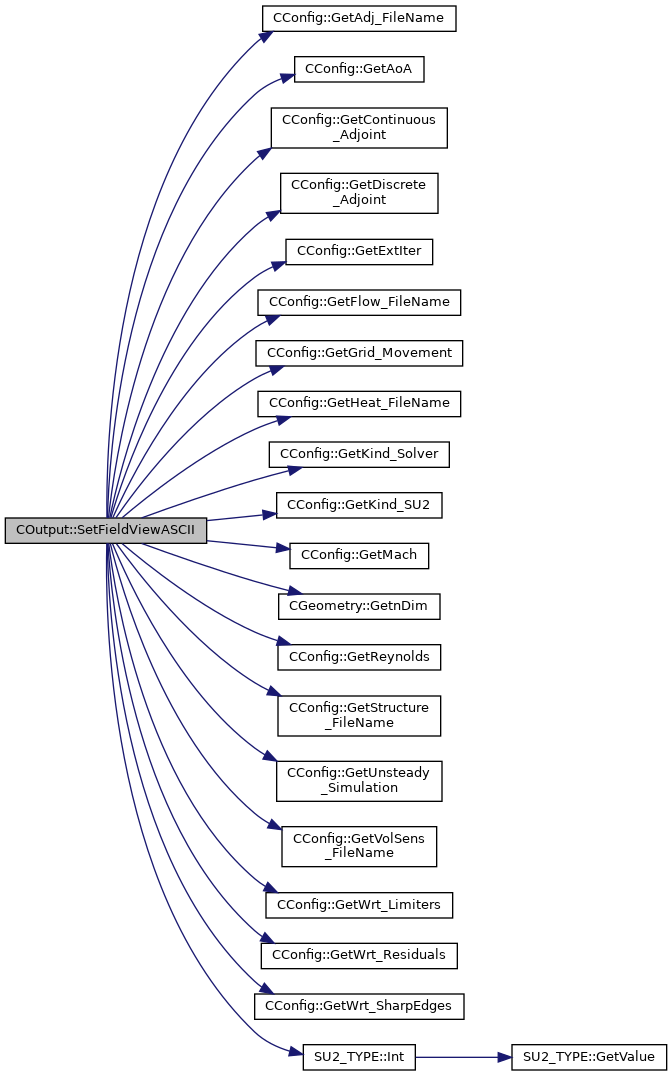 CConfig::GetAdj_FileName
CConfig::GetAoA
CConfig::GetContinuous
_Adjoint
CConfig::GetDiscrete
_Adjoint
CConfig::GetExtIter
CConfig::GetFlow_FileName
CConfig::GetGrid_Movement
CConfig::GetHeat_FileName
CConfig::GetKind_Solver
CConfig::GetKind_SU2
COutput::SetFieldViewASCII
CConfig::GetMach
CGeometry::GetnDim
CConfig::GetReynolds
CConfig::GetStructure
_FileName
CConfig::GetUnsteady
_Simulation
CConfig::GetVolSens
_FileName
CConfig::GetWrt_Limiters
CConfig::GetWrt_Residuals
CConfig::GetWrt_SharpEdges
SU2_TYPE::Int
SU2_TYPE::GetValue